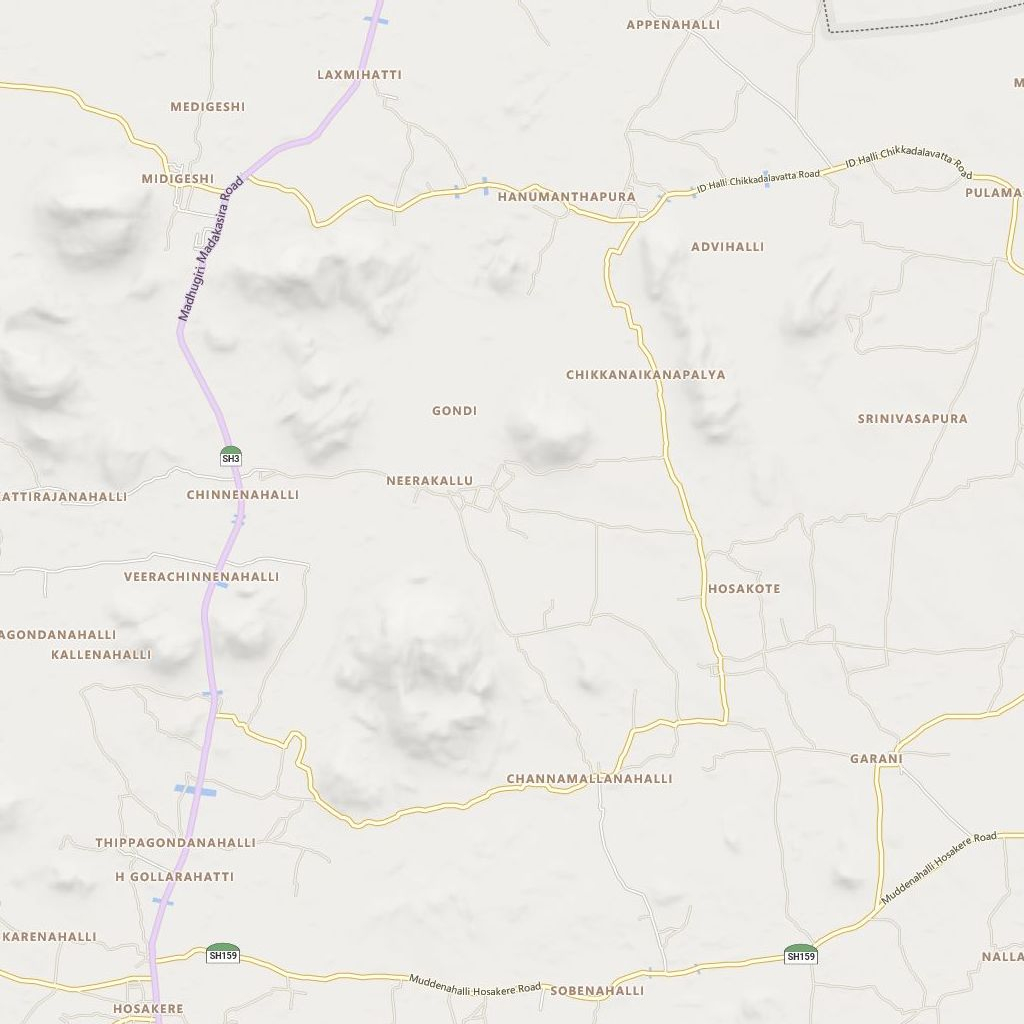 APPENAHALLI
LAXMIHATTI
MEDIGESHI
ID Halli Chikkadalavatta Road
ID Halli Chikkadalavatta Road
MIDIGESHI
HANUMANTHAPURA
PULAMA
Madhugiri Madakasira Road
ADVIHALLI
CHIKKANAIKANAPALYA
GONDI
SRINIVASAPURA
SH3
NEERAKALLU
ATTIRAJANAHALLI
CHINNENAHALLI
VEERACHINNENAHALLI
HOSAKOTE
AGONDANAHALLI
KALLENAHALLI
GARANI
CHANNAMALLANAHALLI
THIPPAGONDANAHALLI
Muddenahalli Hosakere Road
H GOLLARAHATTI
KARENAHALLI
SH159
SH159
NALLA
Muddenahalli Hosakere Road
SOBENAHALLI
HOSAKERE